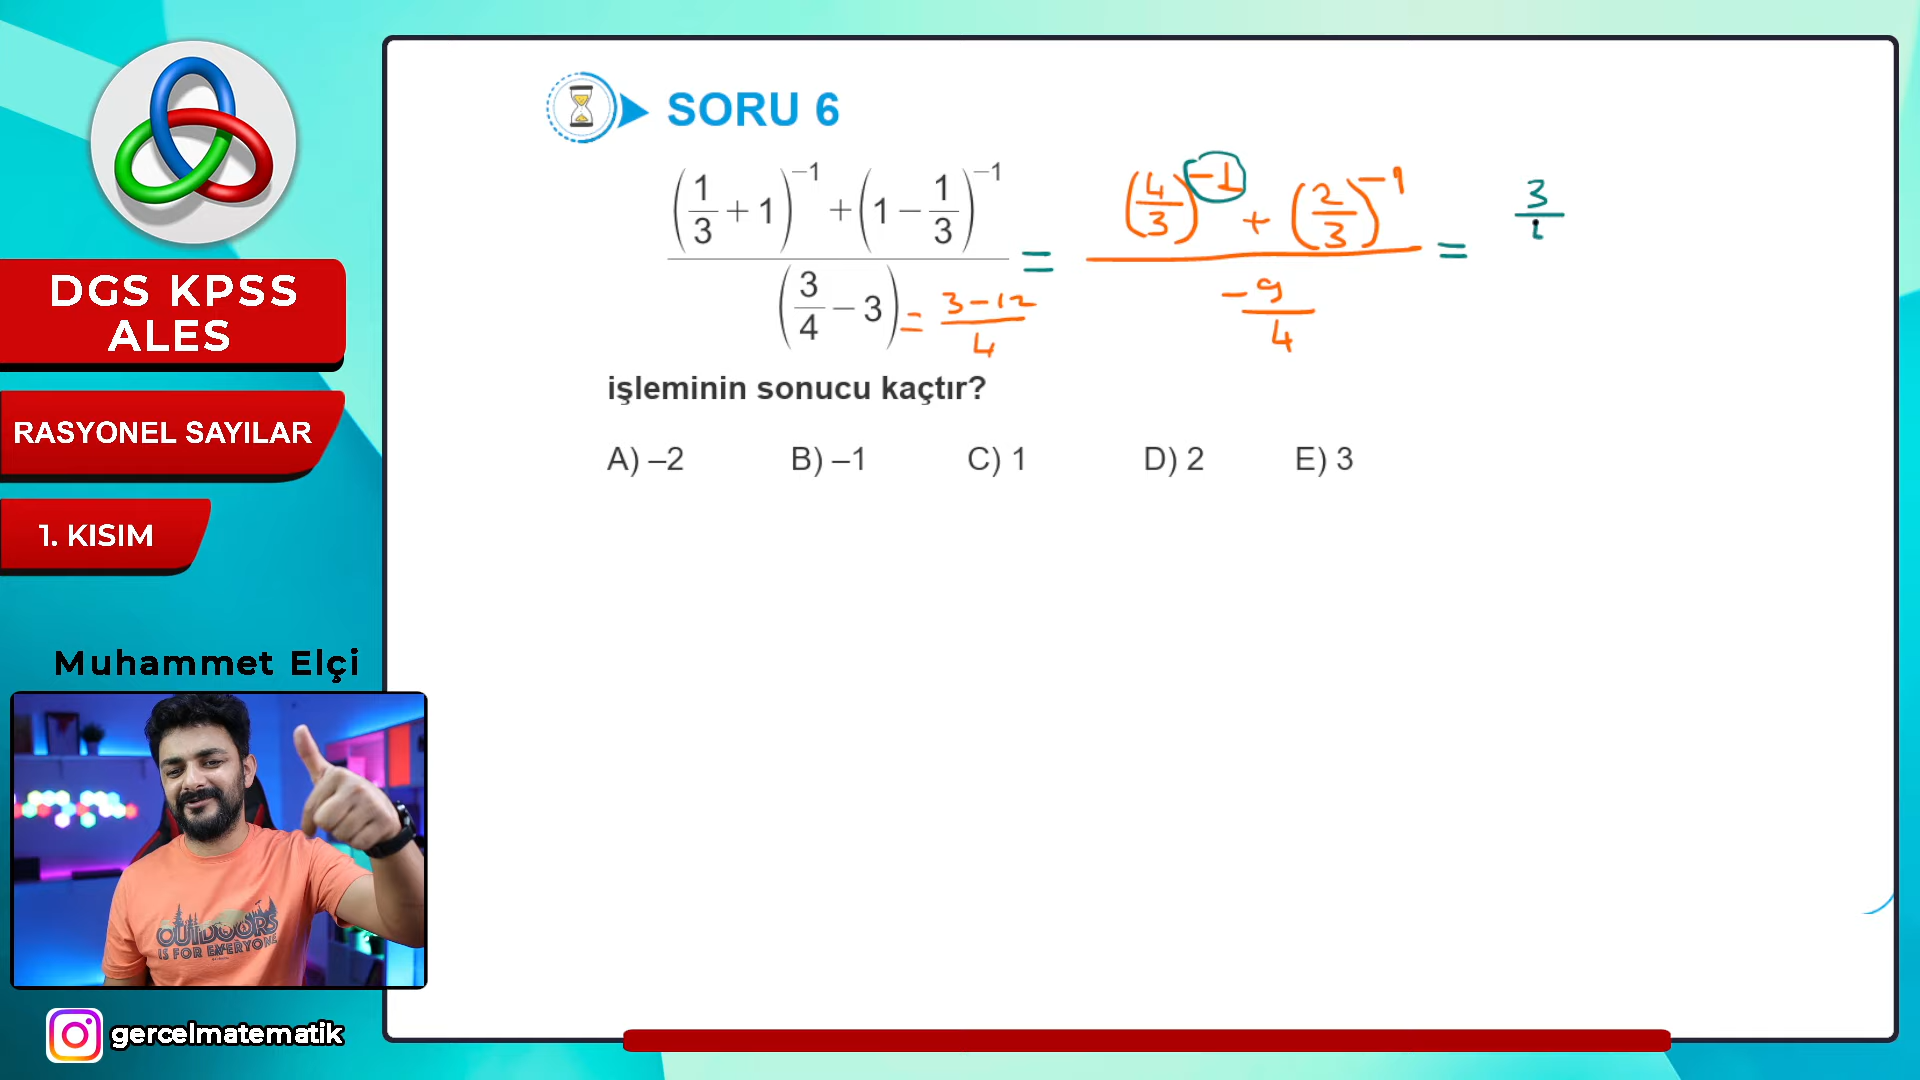 SORU 6
(1/3 + 1)^–1 + (1 – 1/3)^–1 / (3/4 – 3) = (4/3)^-1 + (2/3)^-1 / -9/4 = 3
= 3-12/4
işleminin sonucu kaçtır?
A) –2 B) –1 C) 1 D) 2 E) 3
DGS KPSS
ALES
RASYONEL SAYILAR
1. KISIM
Muhammet Elçi
OUTDOORS
IS FOR EVERYONE
gercelmatematik